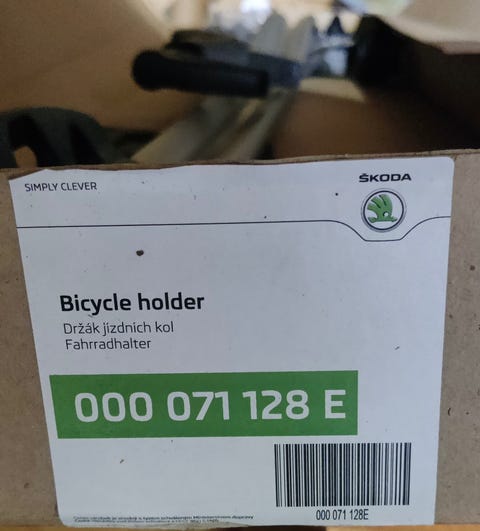 SIMPLY CLEVER
ŠKODA
Bicycle holder
Držák jízdních kol
Fahrradhalter
000 071 128 E
000 071 128E